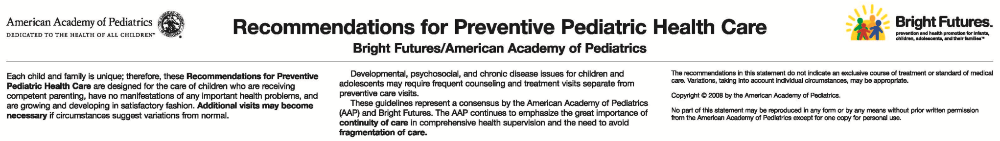 American Academy of Pediatrics
DEDICATED TO THE HEALTH OF ALL CHILDREN™
Recommendations for Preventive Pediatric Health Care
Bright Futures/American Academy of Pediatrics
Bright Futures™
prevention and health promotion for infants,
children, adolescents, and their families™
Each child and family is unique; therefore, these Recommendations for Preventive
Pediatric Health Care are designed for the care of children who are receiving
competent parenting, have no manifestations of any important health problems, and
are growing and developing in satisfactory fashion. Additional visits may become
necessary if circumstances suggest variations from normal.
Developmental, psychosocial, and chronic disease issues for children and
adolescents may require frequent counseling and treatment visits separate from
preventive care visits.
These guidelines represent a consensus by the American Academy of Pediatrics
(AAP) and Bright Futures. The AAP continues to emphasize the great importance of
continuity of care in comprehensive health supervision and the need to avoid
fragmentation of care.
The recommendations in this statement do not indicate an exclusive course of treatment or standard of medical
care. Variations, taking into account individual circumstances, may be appropriate.
Copyright © 2008 by the American Academy of Pediatrics.
No part of this statement may be reproduced in any form or by any means without prior written permission
from the American Academy of Pediatrics except for one copy for personal use.